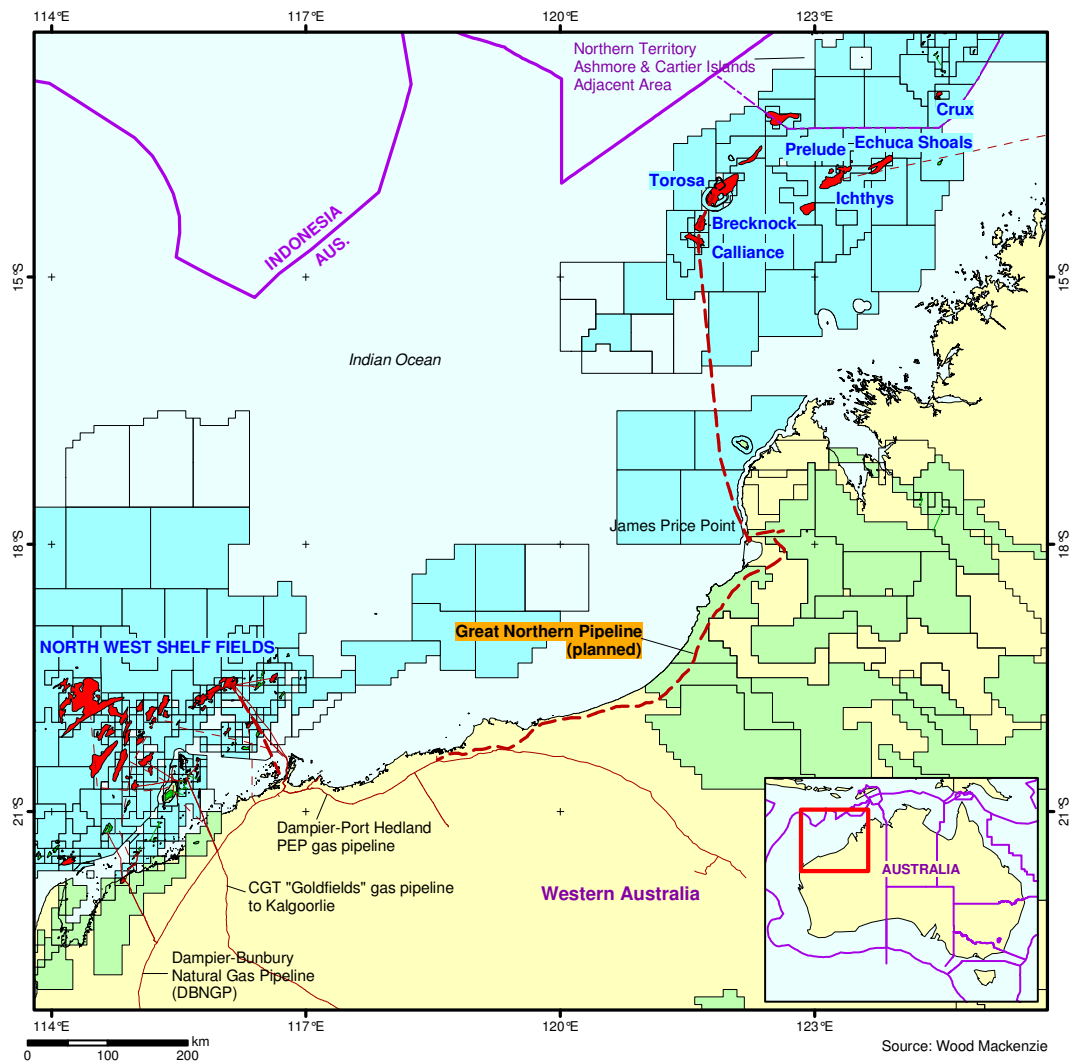 114°E
117°E
120°E
123°E
Northern Territory
Ashmore & Cartier Islands
Adjacent Area
Crux
Prelude
Echuca Shoals
Torosa
Ichthys
Brecknock
Calliance
INDONESIA
AUS.
15°S
15°S
Indian Ocean
James Price Point
18°S
18°S
Great Northern Pipeline
(planned)
NORTH WEST SHELF FIELDS
21°S
21°S
Dampier-Port Hedland
PEP gas pipeline
CGT "Goldfields" gas pipeline
to Kalgoorlie
Western Australia
AUSTRALIA
Dampier-Bunbury
Natural Gas Pipeline
(DBNGP)
114°E
117°E
120°E
123°E
km
0
100
200
Source: Wood Mackenzie